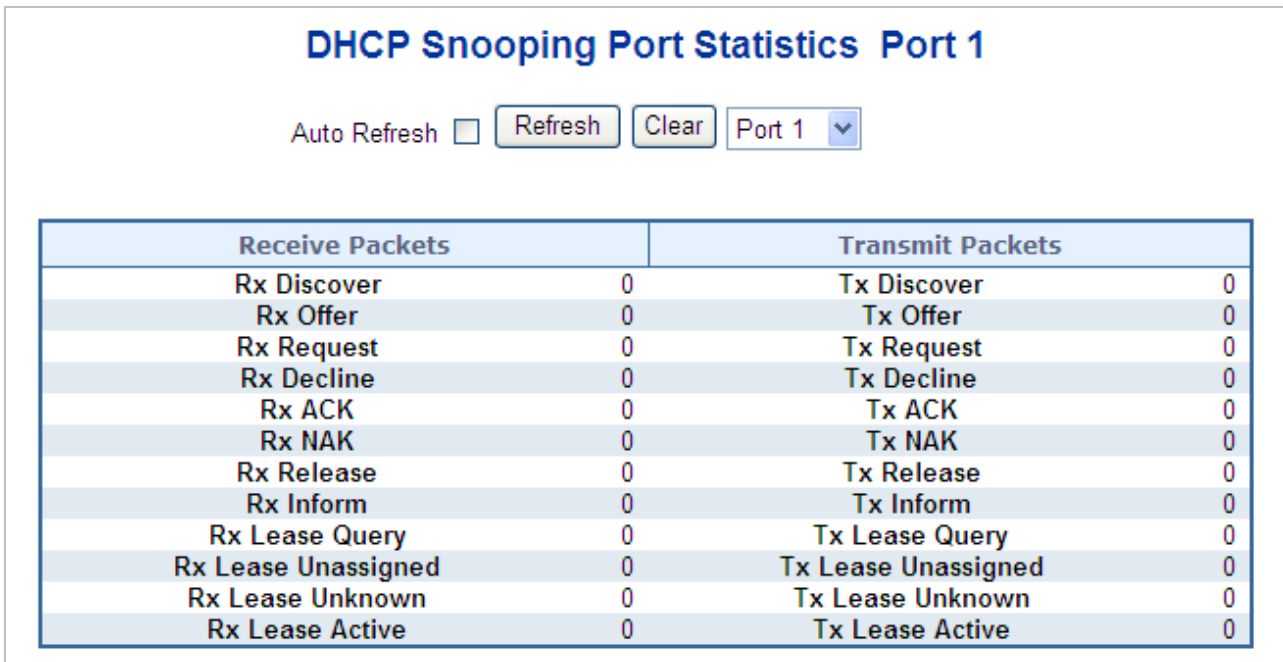 DHCP Snooping Port Statistics Port 1
Auto Refresh Refresh Clear Port 1
Receive Packets Transmit Packets
Rx Discover 0 Tx Discover 0
Rx Offer 0 Tx Offer 0
Rx Request 0 Tx Request 0
Rx Decline 0 Tx Decline 0
Rx ACK 0 Tx ACK 0
Rx NAK 0 Tx NAK 0
Rx Release 0 Tx Release 0
Rx Inform 0 Tx Inform 0
Rx Lease Query 0 Tx Lease Query 0
Rx Lease Unassigned 0 Tx Lease Unassigned 0
Rx Lease Unknown 0 Tx Lease Unknown 0
Rx Lease Active 0 Tx Lease Active 0